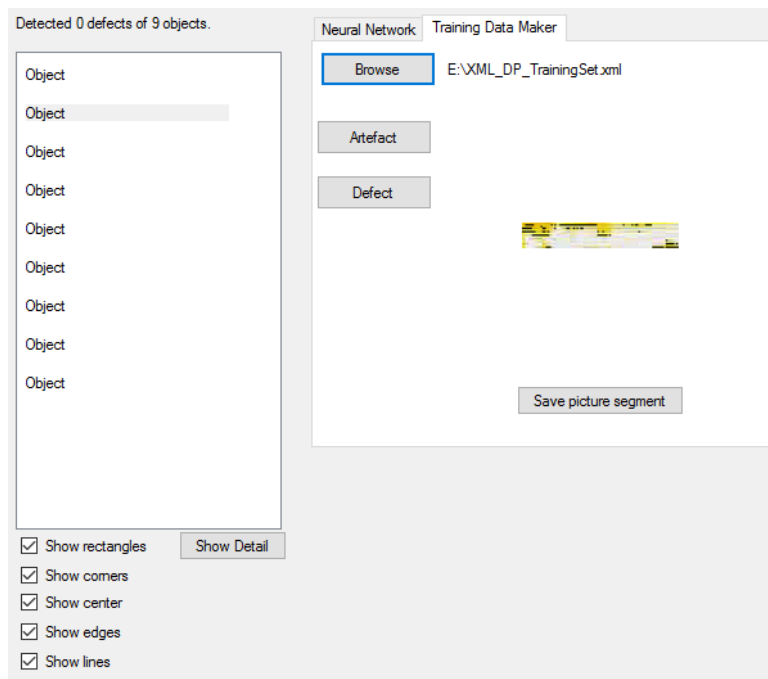 Detected 0 defects of 9 objects.
Object
Object
Object
Object
Object
Object
Object
Object
Object
Show rectangles
Show Detail
Show corners
Show center
Show edges
Show lines
Neural Network Training Data Maker
Browse E:\XML_DP_TrainingSet.xml
Artefact
Defect
Save picture segment